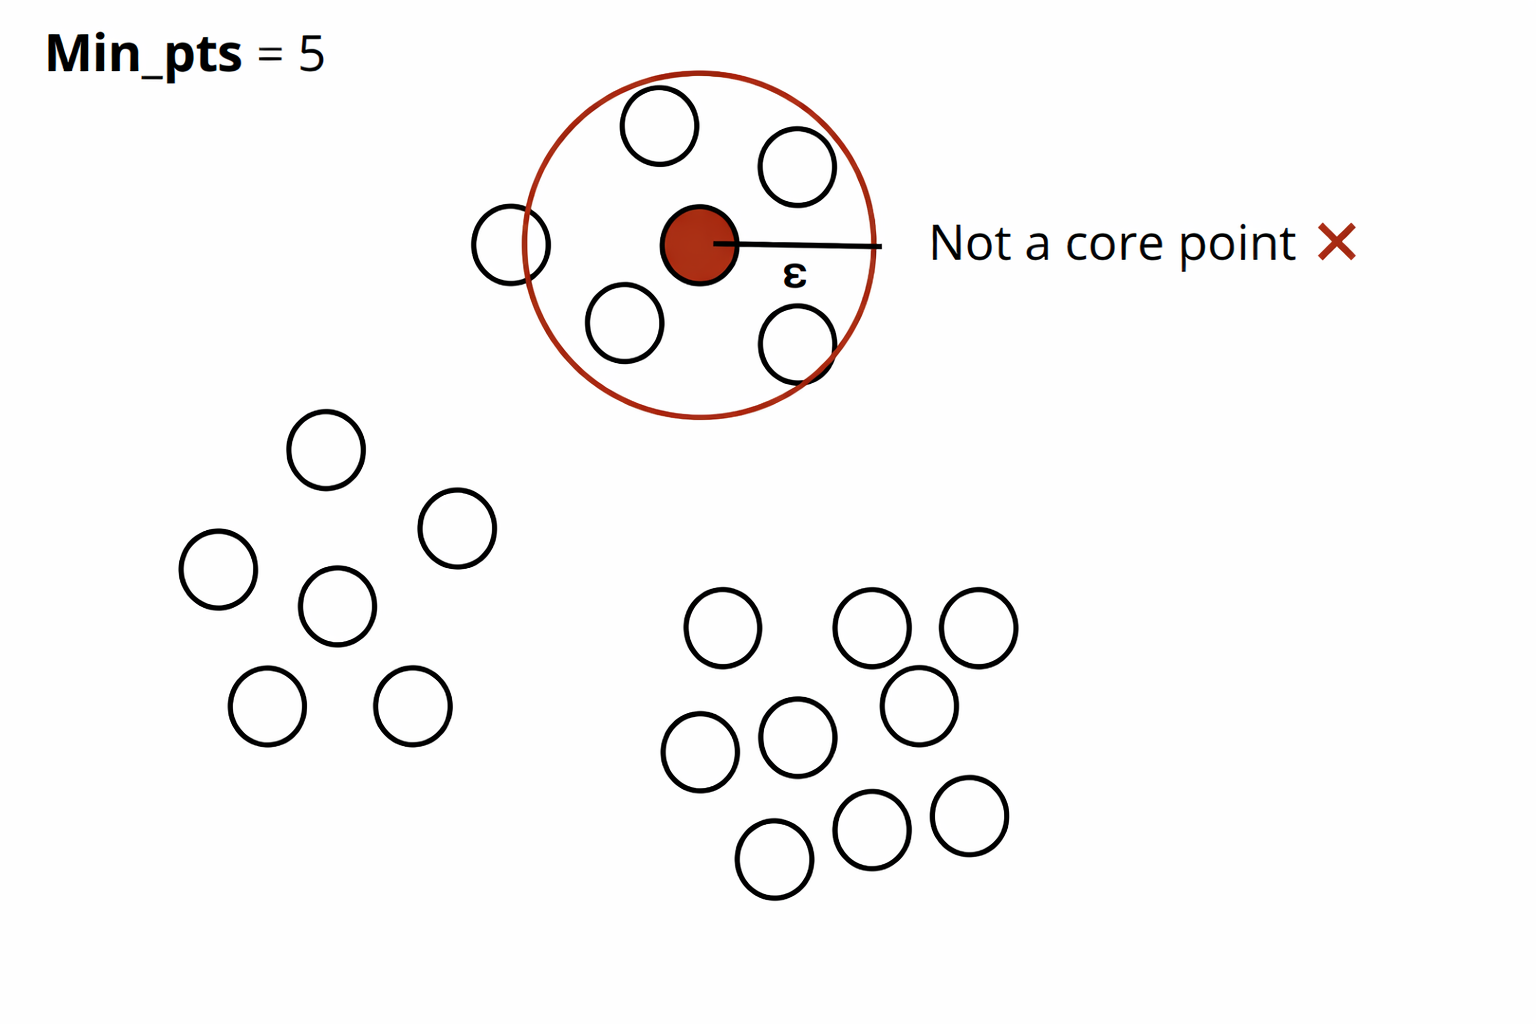 Min_pts = 5
Not a core point ✕
ε